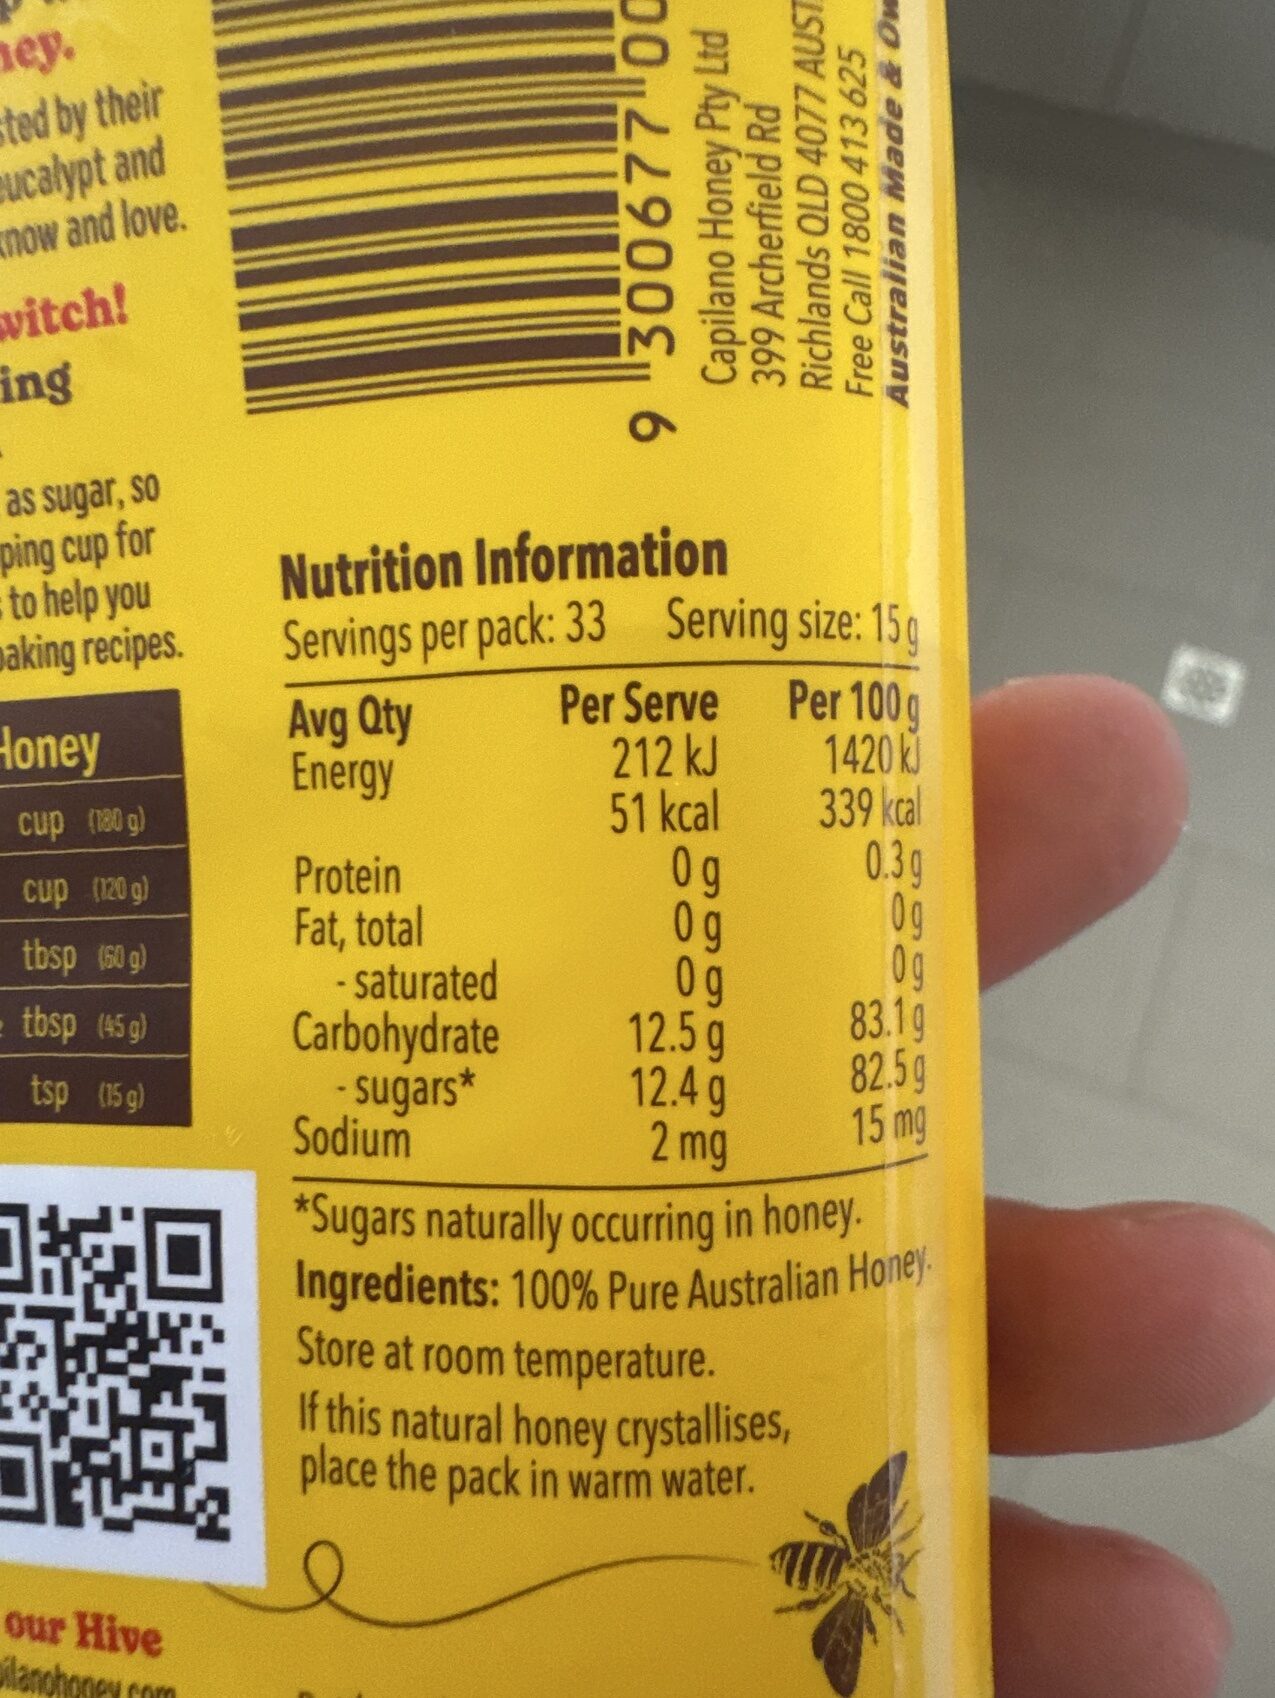 ney.
sted by their
eucalypt and
know and love.
witch!
ing
as sugar, so
ping cup for
to help you
baking recipes.
Honey
cup (180 g)
cup (120 g)
tbsp (60 g)
tbsp (45 g)
tsp (15 g)
our Hive
pilanohoney.com
9 300677 00
Capilano Honey Pty Ltd
399 Archerfield Rd
Richlands QLD 4077 AUST
Free Call 1800 413 625
Australian Made & Ow
Nutrition Information
Servings per pack: 33 Serving size: 15 g
Avg Qty Per Serve Per 100 g
Energy 212 kJ 1420 kJ
51 kcal 339 kcal
Protein 0 g 0.3 g
Fat, total 0 g 0 g
- saturated 0 g 0 g
Carbohydrate 12.5 g 83.1 g
- sugars* 12.4 g 82.5 g
Sodium 2 mg 15 mg
*Sugars naturally occurring in honey.
Ingredients: 100% Pure Australian Honey.
Store at room temperature.
If this natural honey crystallises,
place the pack in warm water.